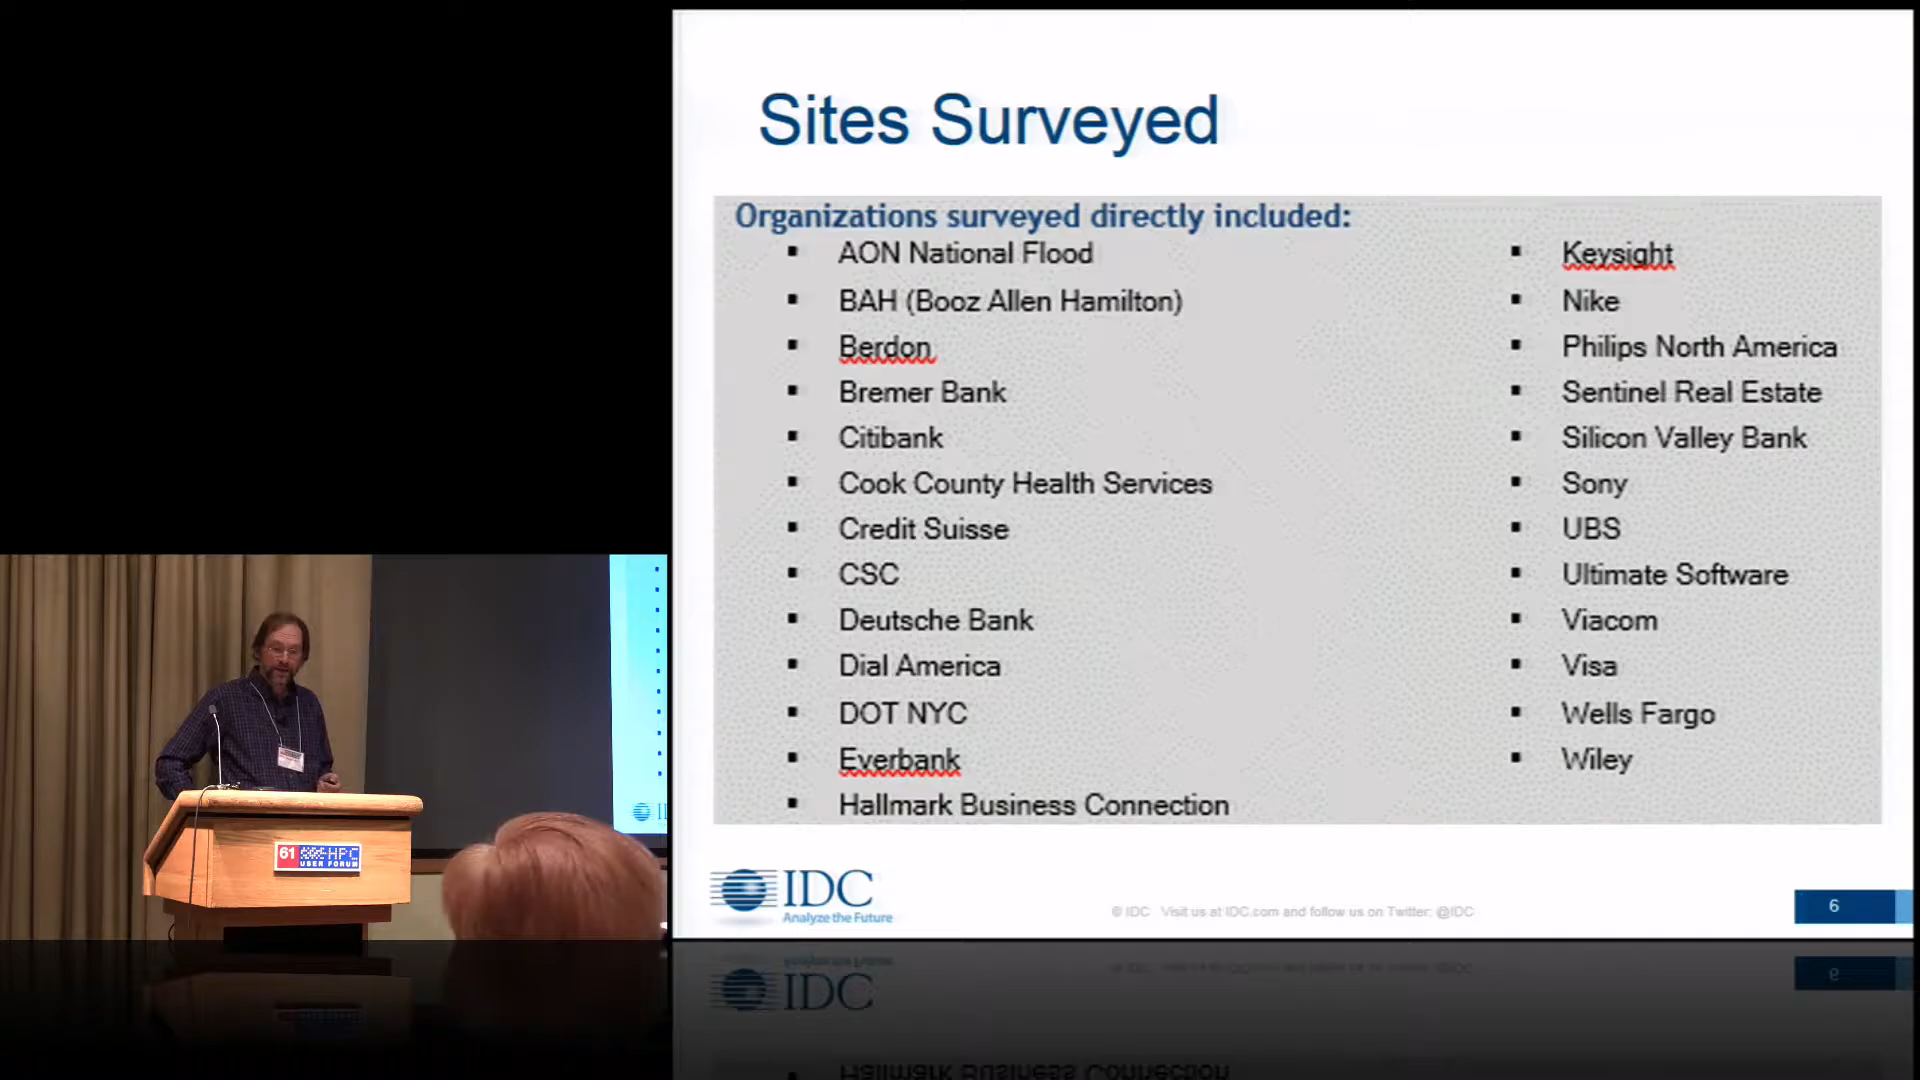 Sites Surveyed
Organizations surveyed directly included:
AON National Flood
BAH (Booz Allen Hamilton)
Berdon
Bremer Bank
Citibank
Cook County Health Services
Credit Suisse
CSC
Deutsche Bank
Dial America
DOT NYC
Everbank
Hallmark Business Connection
Keysight
Nike
Philips North America
Sentinel Real Estate
Silicon Valley Bank
Sony
UBS
Ultimate Software
Viacom
Visa
Wells Fargo
Wiley
IDC
Analyze the Future
© IDC Visit us at IDC.com and follow us on Twitter: @IDC
6
61 HPC
USER FORUM